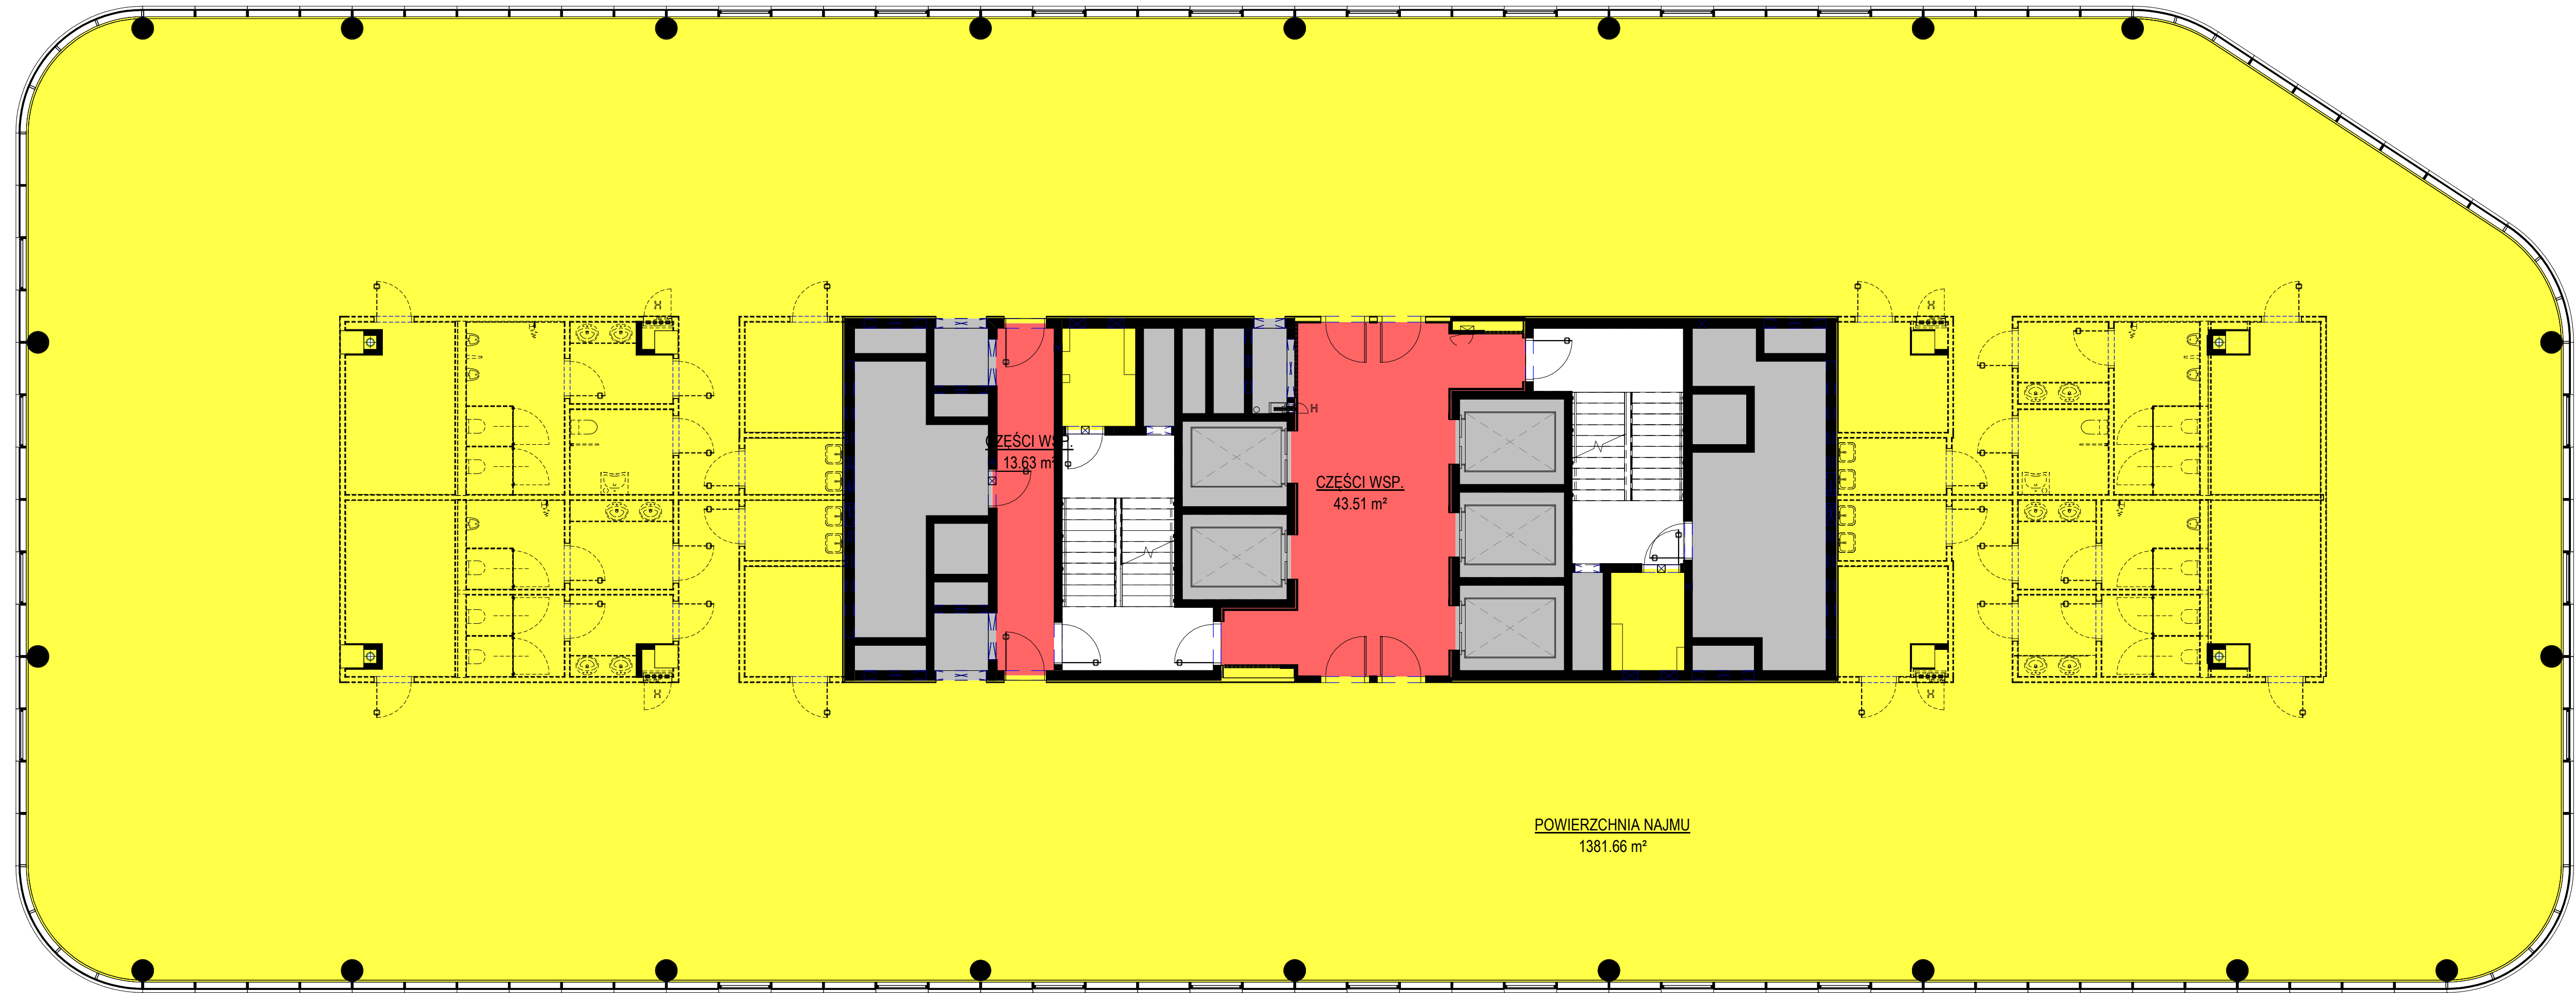 CZĘŚCI WSP.
13.63 m²
CZĘŚCI WSP.
43.51 m²
H
H
H
H
H
POWIERZCHNIA NAJMU
1381.66 m²